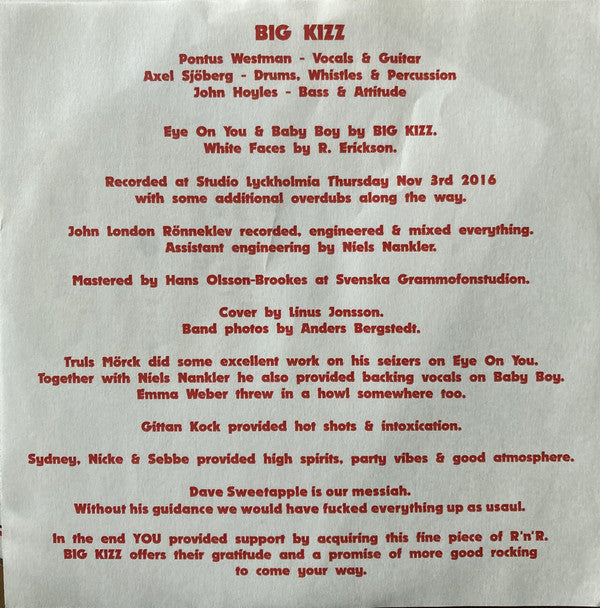 BIG KIZZ
Pontus Westman - Vocals & Guitar
Axel Sjöberg - Drums, Whistles & Percussion
John Hoyles - Bass & Attitude
Eye On You & Baby Boy by BIG KIZZ.
White Faces by R. Erickson.
Recorded at Studio Lyckholmia Thursday Nov 3rd 2016
with some additional overdubs along the way.
John London Rönneklev recorded, engineered & mixed everything.
Assistant engineering by Niels Nankler.
Mastered by Hans Olsson-Brookes at Svenska Grammofonstudion.
Cover by Linus Jonsson.
Band photos by Anders Bergstedt.
Truls Mörck did some excellent work on his seizers on Eye On You.
Together with Niels Nankler he also provided backing vocals on Baby Boy.
Emma Weber threw in a howl somewhere too.
Gittan Kock provided hot shots & intoxication.
Sydney, Nicke & Sebbe provided high spirits, party vibes & good atmosphere.
Dave Sweetapple is our messiah.
Without his guidance we would have fucked everything up as usaul.
In the end YOU provided support by acquiring this fine piece of R'n'R.
BIG KIZZ offers their gratitude and a promise of more good rocking
to come your way.